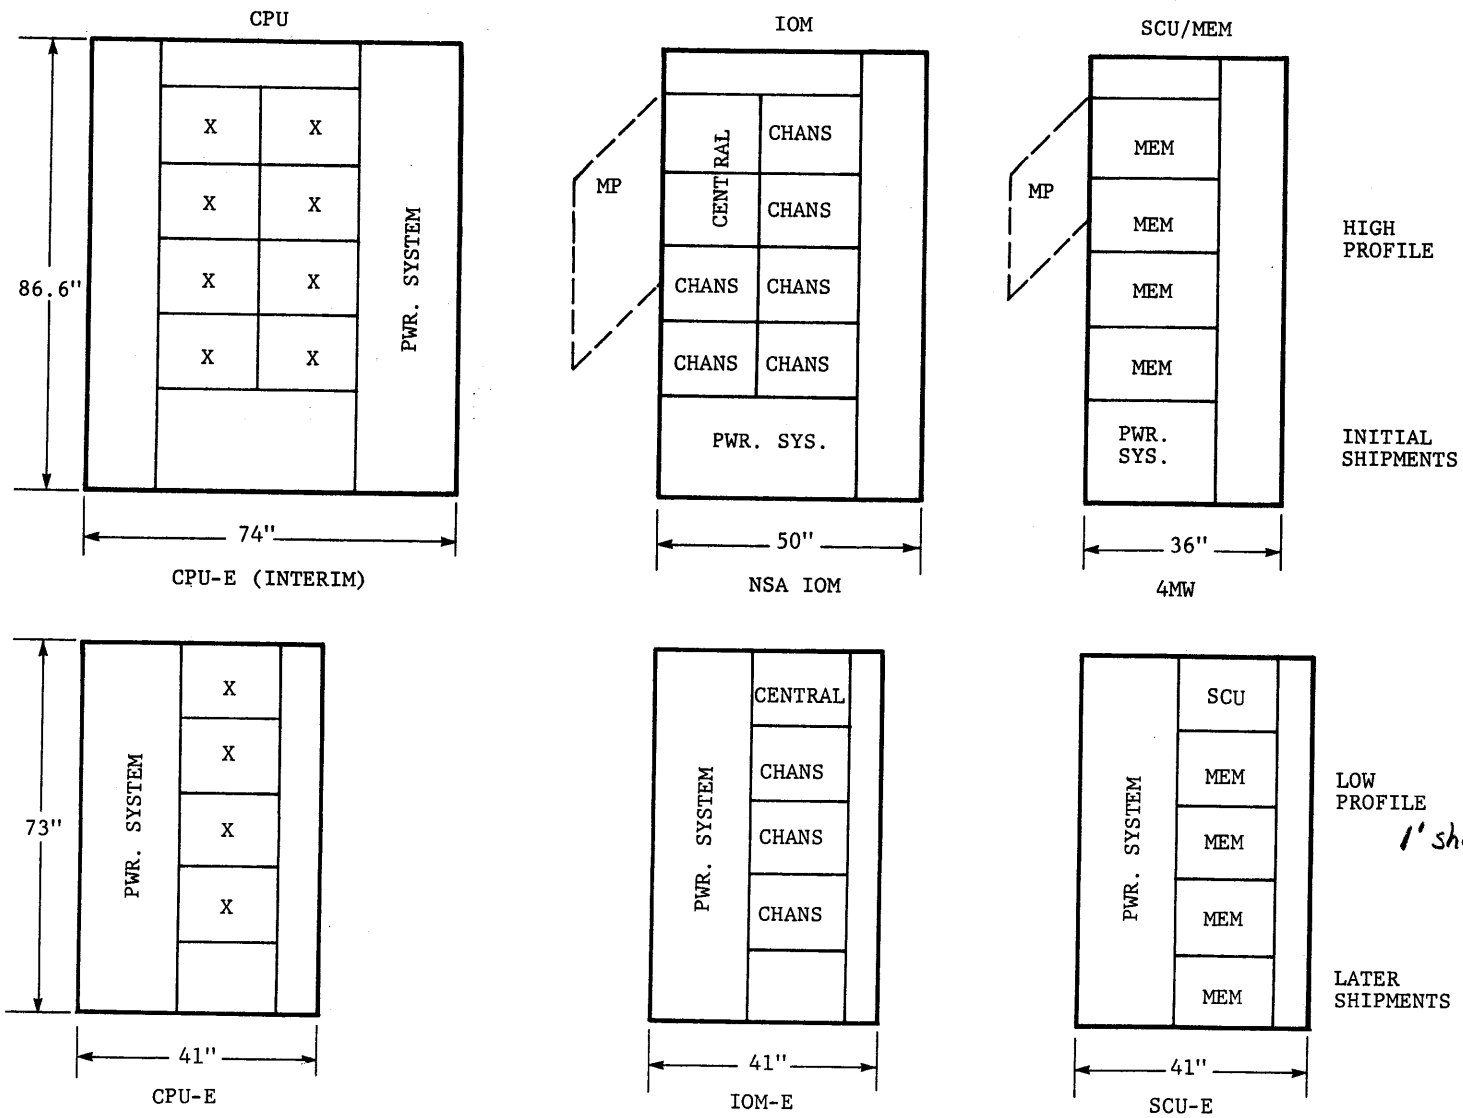 CPU
IOM
SCU/MEM
86.6"
X X
X X
X X
X X
PWR. SYSTEM
74"
CPU-E (INTERIM)
MP
CENTRAL
CHANS
CHANS
CHANS CHANS
CHANS CHANS
PWR. SYS.
50"
NSA IOM
MP
MEM
MEM
MEM
MEM
PWR.
SYS.
36"
4MW
HIGH
PROFILE
INITIAL
SHIPMENTS
73"
PWR. SYSTEM
X
X
X
X
41"
CPU-E
PWR. SYSTEM
CENTRAL
CHANS
CHANS
CHANS
41"
IOM-E
PWR. SYSTEM
SCU
MEM
MEM
MEM
MEM
41"
SCU-E
LOW
PROFILE
1'
LATER
SHIPMENTS